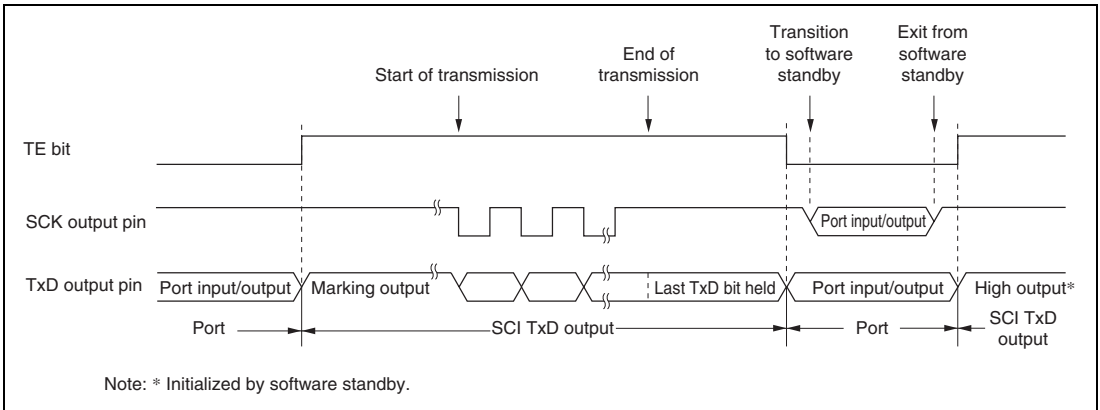 Transition
to software
standby
Exit from
software
standby
End of
transmission
Start of transmission
TE bit
SCK output pin
Port input/output
TxD output pin
Port input/output
Marking output
Last TxD bit held
Port input/output
High output*
Port
SCI TxD output
Port
SCI TxD
output
Note: * Initialized by software standby.